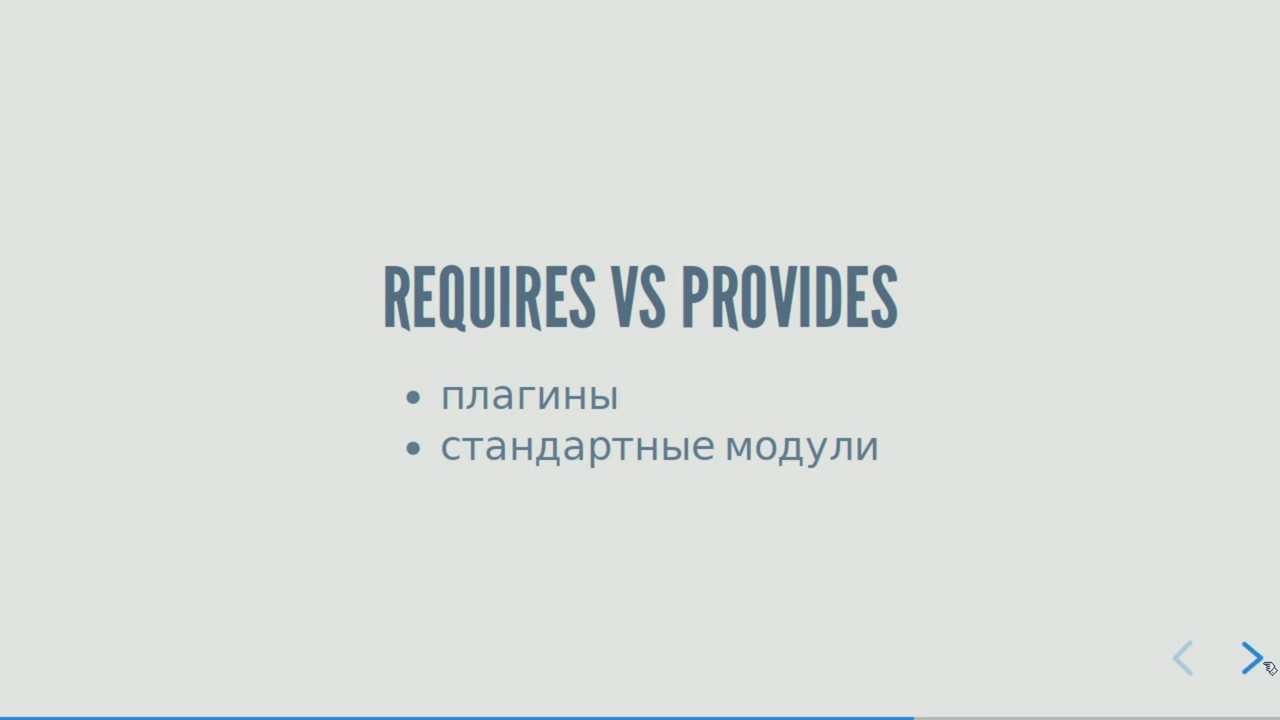 REQUIRES VS PROVIDES
плагины
стандартные модули